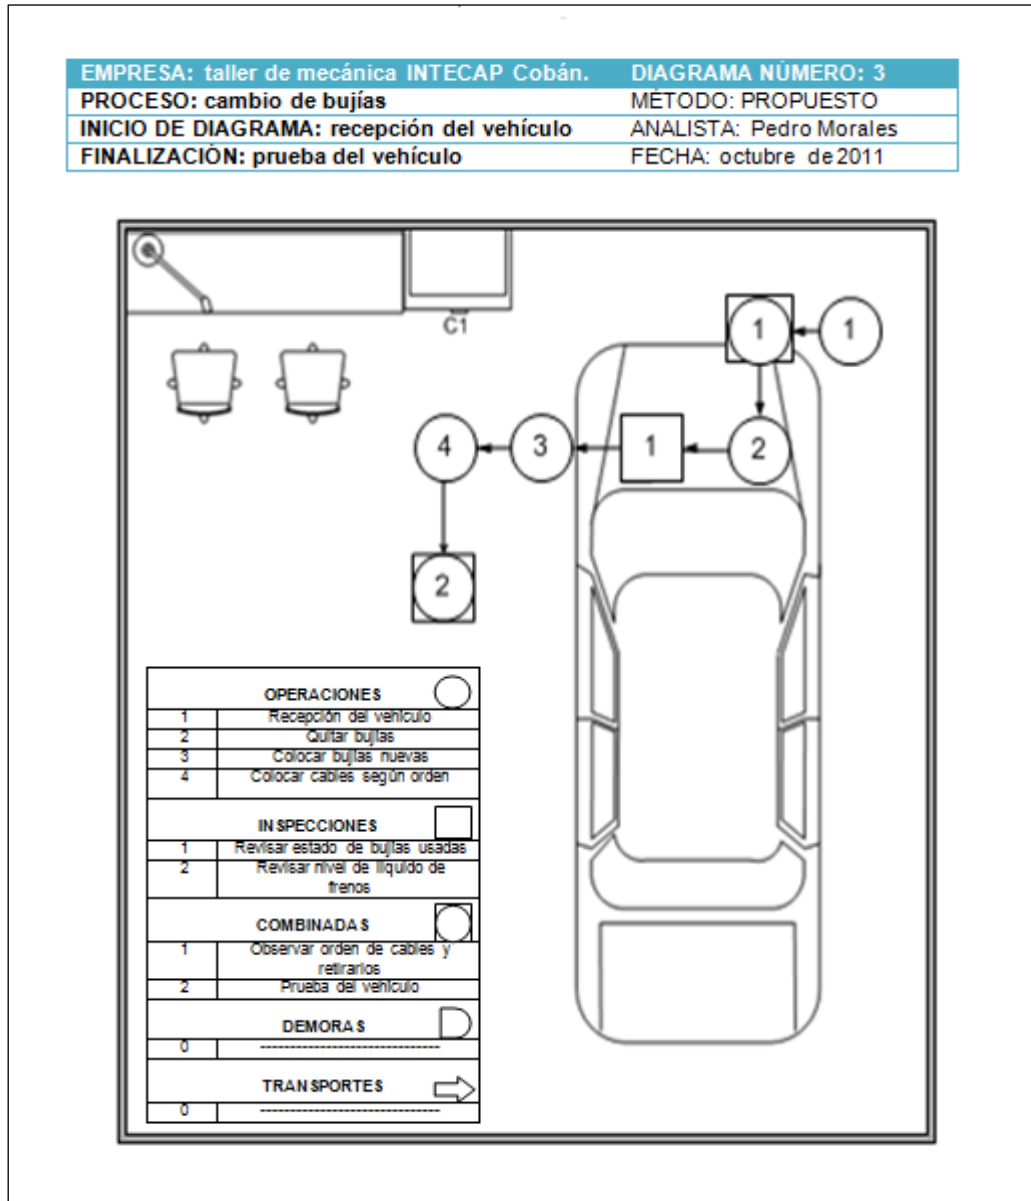 EMPRESA: taller de mecánica INTECAP Cobán. DIAGRAMA NÚMERO: 3
PROCESO: cambio de bujías MÉTODO: PROPUESTO
INICIO DE DIAGRAMA: recepción del vehículo ANALISTA: Pedro Morales
FINALIZACIÓN: prueba del vehículo FECHA: octubre de 2011
C1
1 1
4 3 1 2
2
OPERACIONES
1 Recepción del vehículo
2 Quitar bujías
3 Colocar bujías nuevas
4 Colocar cables según orden
INSPECCIONES
1 Revisar estado de bujías usadas
2 Revisar nivel de líquido de
frenos
COMBINADAS
1 Observar orden de cables y
retirarlos
2 Prueba del vehículo
DEMORAS
0 ------------------------------
TRANSPORTES
0 ------------------------------